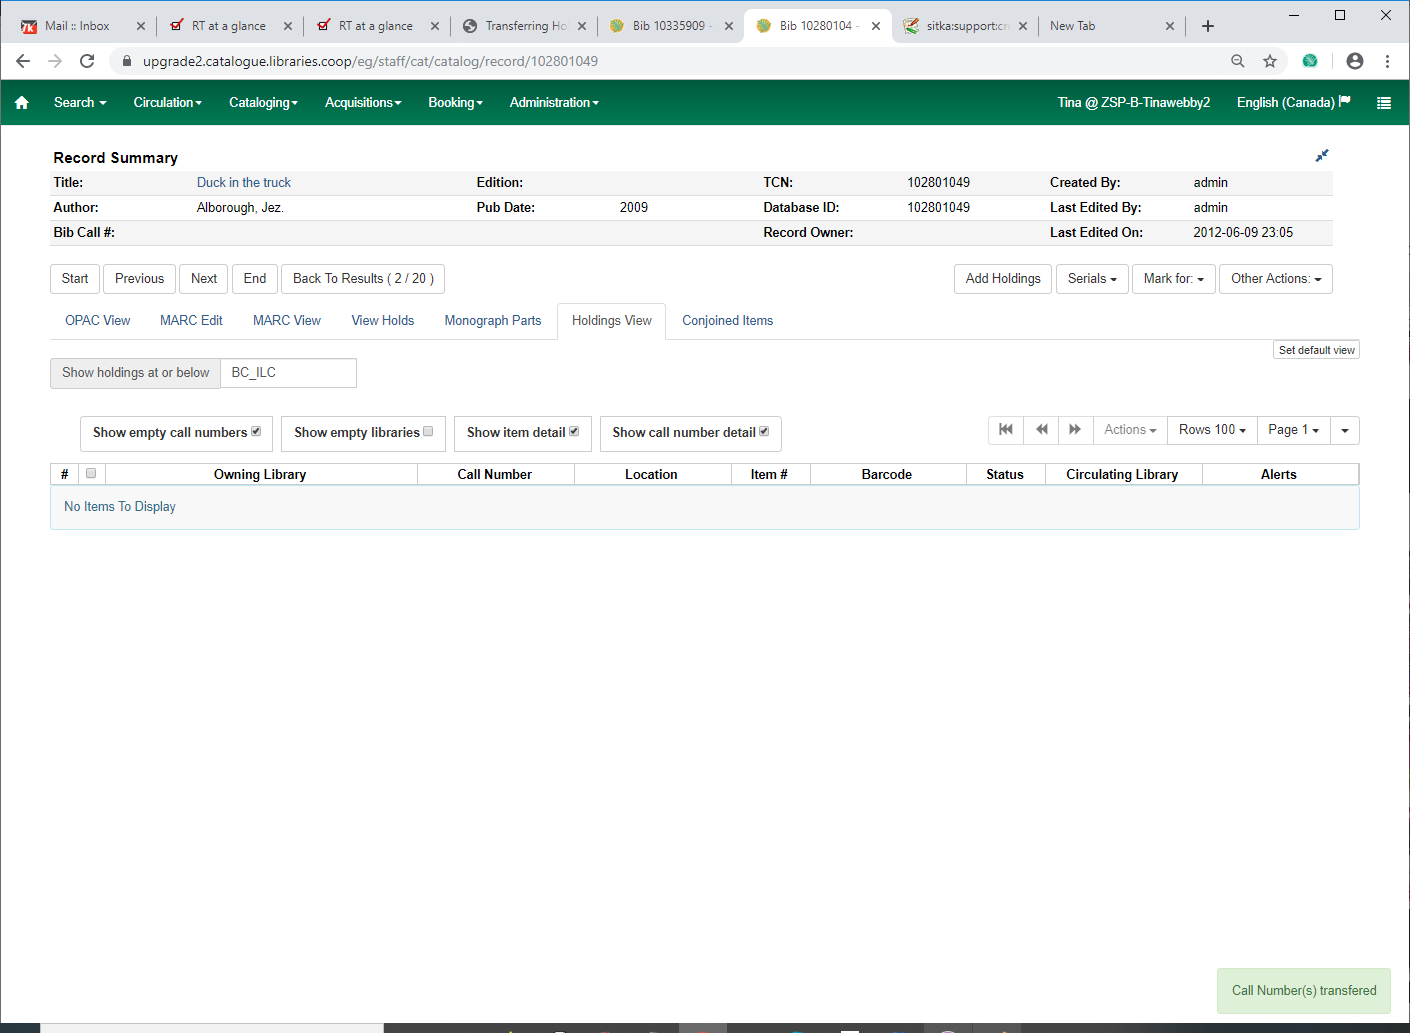 Mail :: Inbox
RT at a glance
RT at a glance
Transferring Ho
Bib 10335909 -
Bib 10280104 -
sitka:support:cr
New Tab
upgrade2.catalogue.libraries.coop/eg/staff/cat/catalog/record/102801049
Search Circulation Cataloging Acquisitions Booking Administration Tina @ ZSP-B-Tinawebby2 English (Canada)
Record Summary
Title: Duck in the truck Edition: TCN: 102801049 Created By: admin
Author: Alborough, Jez. Pub Date: 2009 Database ID: 102801049 Last Edited By: admin
Bib Call #: Record Owner: Last Edited On: 2012-06-09 23:05
Start Previous Next End Back To Results ( 2 / 20 ) Add Holdings Serials Mark for: Other Actions:
OPAC View MARC Edit MARC View View Holds Monograph Parts Holdings View Conjoined Items
Set default view
Show holdings at or below BC_ILC
Show empty call numbers Show empty libraries Show item detail Show call number detail Actions Rows 100 Page 1
# Owning Library Call Number Location Item # Barcode Status Circulating Library Alerts
No Items To Display
Call Number(s) transfered